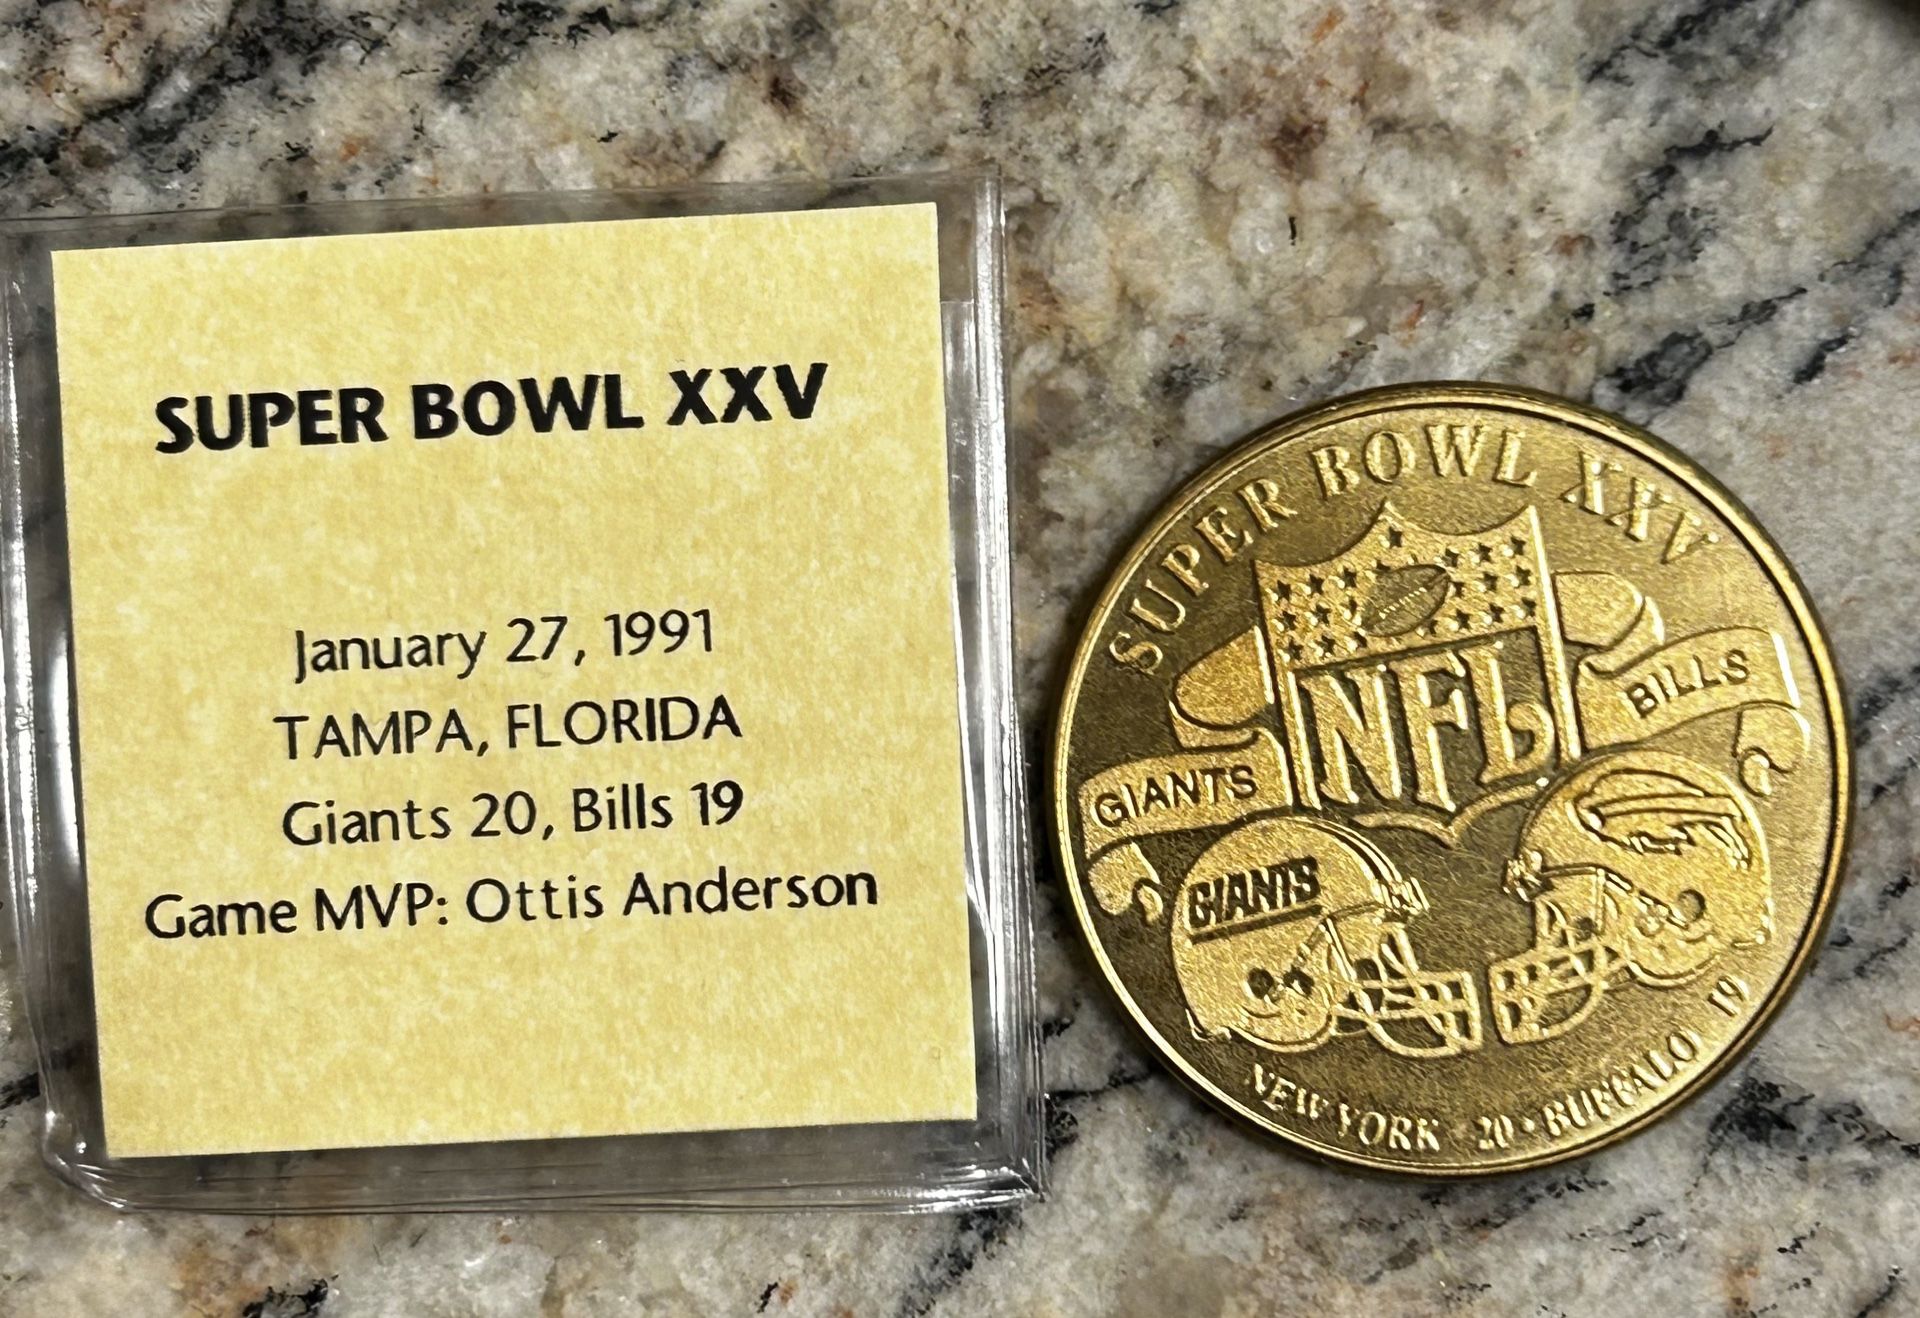 SUPER BOWL XXV
January 27, 1991
TAMPA, FLORIDA
Giants 20, Bills 19
Game MVP: Ottis Anderson
SUPER BOWL XXV
NFL
BILLS
GIANTS
GIANTS
NEW YORK 20 • BUFFALO 19